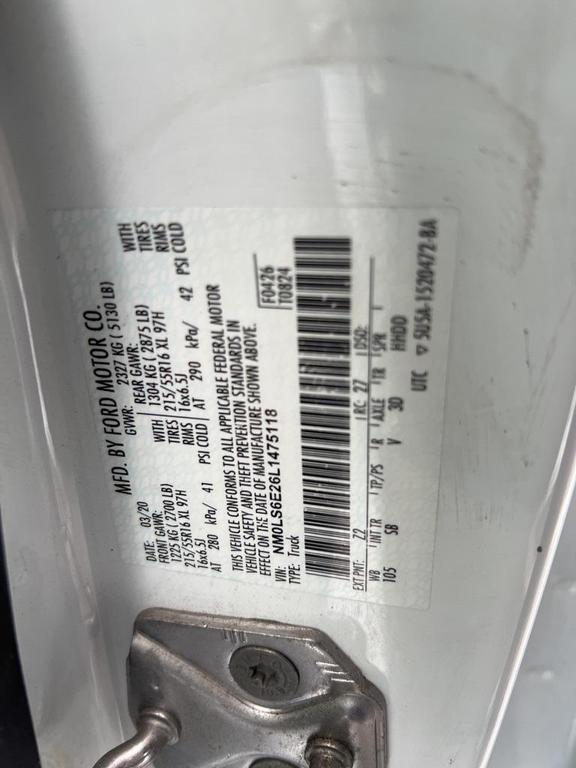 MFD. BY FORD MOTOR CO.
DATE: 03/20 GVWR: 2327 KG ( 5130 LB)
FRONT GAWR: REAR GAWR:
1225 KG ( 2700 LB) WITH 1304 KG ( 2875 LB) WITH
215/55R16 XL 97H TIRES 215/55R16 XL 97H TIRES
16x6.5J RIMS 16x6.5J RIMS
AT 280 kPa/ 41 PSI COLD AT 290 kPa/ 42 PSI COLD
THIS VEHICLE CONFORMS TO ALL APPLICABLE FEDERAL MOTOR
VEHICLE SAFETY AND THEFT PREVENTION STANDARDS IN
EFFECT ON THE DATE OF MANUFACTURE SHOWN ABOVE.
VIN: NM0LS6E26L1475118
TYPE: Truck
F0426
T0824
EXT PNT: Z2 RC: 27 DSO:
WB INT TR TP/PS R AXLE TR SPR
105 SB V 30 HHDD
UTC ▽ 5U5A-1520472-BA